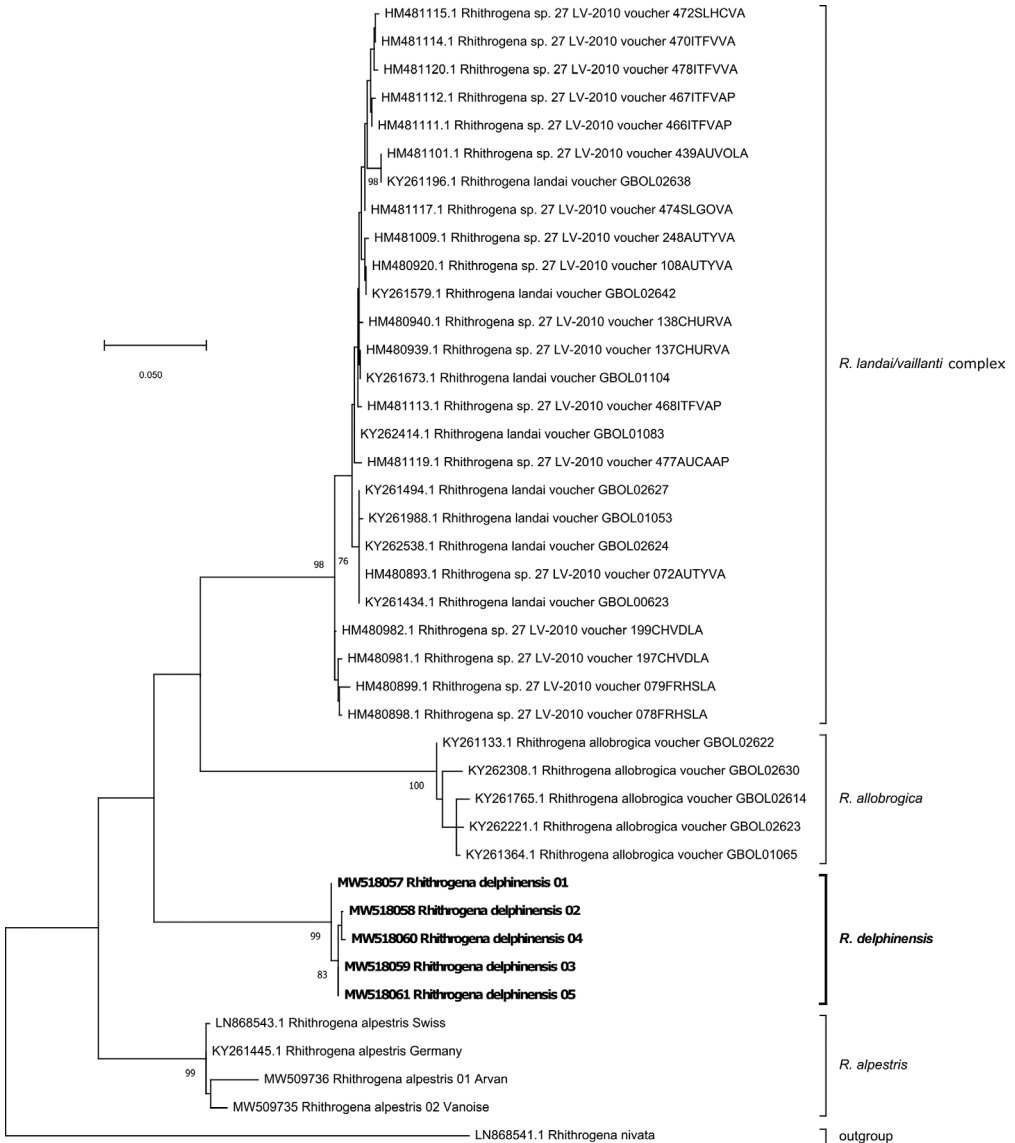 HM481115.1 Rhithrogena sp. 27 LV-2010 voucher 472SLHCVA
HM481114.1 Rhithrogena sp. 27 LV-2010 voucher 470ITFVVA
HM481120.1 Rhithrogena sp. 27 LV-2010 voucher 478ITFVVA
HM481112.1 Rhithrogena sp. 27 LV-2010 voucher 467ITFVAP
HM481111.1 Rhithrogena sp. 27 LV-2010 voucher 466ITFVAP
HM481101.1 Rhithrogena sp. 27 LV-2010 voucher 439AUVOLA
98
KY261196.1 Rhithrogena landai voucher GBOL02638
HM481117.1 Rhithrogena sp. 27 LV-2010 voucher 474SLGOVA
HM481009.1 Rhithrogena sp. 27 LV-2010 voucher 248AUTYVA
HM480920.1 Rhithrogena sp. 27 LV-2010 voucher 108AUTYVA
KY261579.1 Rhithrogena landai voucher GBOL02642
HM480940.1 Rhithrogena sp. 27 LV-2010 voucher 138CHURVA
HM480939.1 Rhithrogena sp. 27 LV-2010 voucher 137CHURVA
0.050
R. landai/vaillanti complex
KY261673.1 Rhithrogena landai voucher GBOL01104
HM481113.1 Rhithrogena sp. 27 LV-2010 voucher 468ITFVAP
KY262414.1 Rhithrogena landai voucher GBOL01083
HM481119.1 Rhithrogena sp. 27 LV-2010 voucher 477AUCAAP
KY261494.1 Rhithrogena landai voucher GBOL02627
KY261988.1 Rhithrogena landai voucher GBOL01053
KY262538.1 Rhithrogena landai voucher GBOL02624
98
76
HM480893.1 Rhithrogena sp. 27 LV-2010 voucher 072AUTYVA
KY261434.1 Rhithrogena landai voucher GBOL00623
HM480982.1 Rhithrogena sp. 27 LV-2010 voucher 199CHVDLA
HM480981.1 Rhithrogena sp. 27 LV-2010 voucher 197CHVDLA
HM480899.1 Rhithrogena sp. 27 LV-2010 voucher 079FRHSLA
HM480898.1 Rhithrogena sp. 27 LV-2010 voucher 078FRHSLA
KY261133.1 Rhithrogena allobrogica voucher GBOL02622
KY262308.1 Rhithrogena allobrogica voucher GBOL02630
100
KY261765.1 Rhithrogena allobrogica voucher GBOL02614
R. allobrogica
KY262221.1 Rhithrogena allobrogica voucher GBOL02623
KY261364.1 Rhithrogena allobrogica voucher GBOL01065
MW518057 Rhithrogena delphinensis 01
MW518058 Rhithrogena delphinensis 02
99
MW518060 Rhithrogena delphinensis 04
R. delphinensis
MW518059 Rhithrogena delphinensis 03
83
MW518061 Rhithrogena delphinensis 05
LN868543.1 Rhithrogena alpestris Swiss
KY261445.1 Rhithrogena alpestris Germany
R. alpestris
99
MW509736 Rhithrogena alpestris 01 Arvan
MW509735 Rhithrogena alpestris 02 Vanoise
LN868541.1 Rhithrogena nivata
outgroup